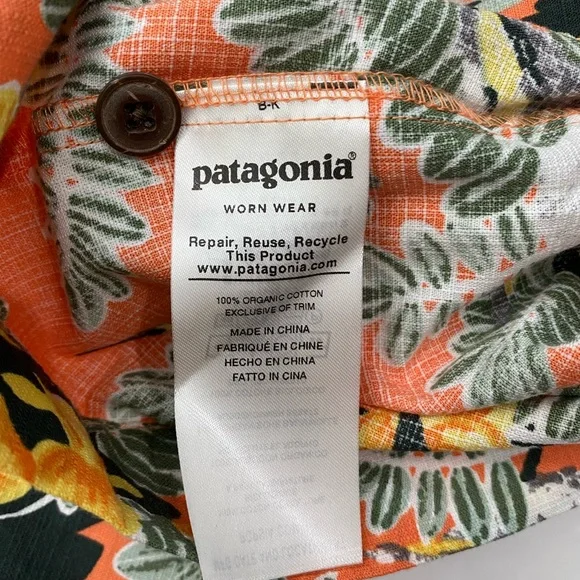 B-K
patagonia®
WORN WEAR
Repair, Reuse, Recycle
This Product
www.patagonia.com
100% ORGANIC COTTON
EXCLUSIVE OF TRIM
MADE IN CHINA
FABRIQUÉ EN CHINE
HECHO EN CHINA
FATTO IN CINA